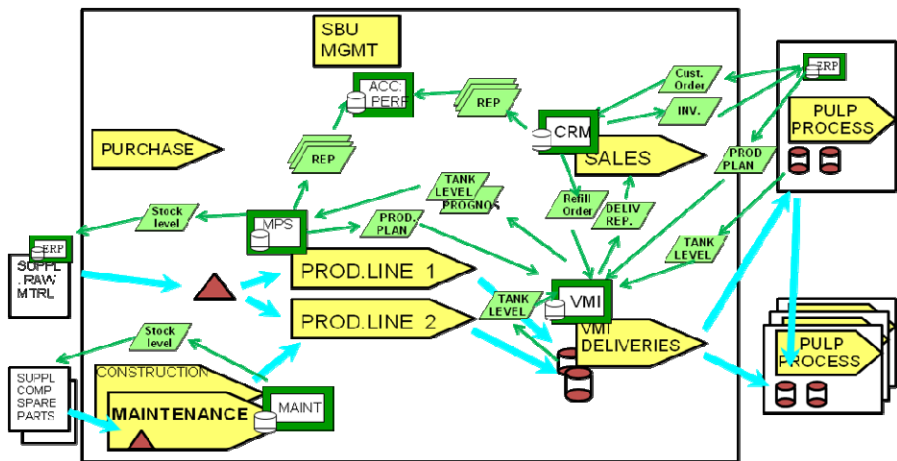 SBU
MGMT
ACC.
PERF
REP
Cust.
Order
INV.
ERP
PULP
PROCESS
CRM
SALES
PURCHASE
REP
TANK
LEVEL
PROGNOS
Refill
Order
DELIV
REP.
PROD
PLAN
Stock
level
MPS
PROD.
PLAN
TANK
LEVEL
ERP
SUPPL
.RAW
MTRL
PROD.LINE 1
VMI
TANK
LEVEL
PROD.LINE 2
VMI
DELIVERIES
PULP
PROCESS
Stock
level
SUPPL
COMP
SPARE
PARTS
CONSTRUCTION
MAINTENANCE
MAINT